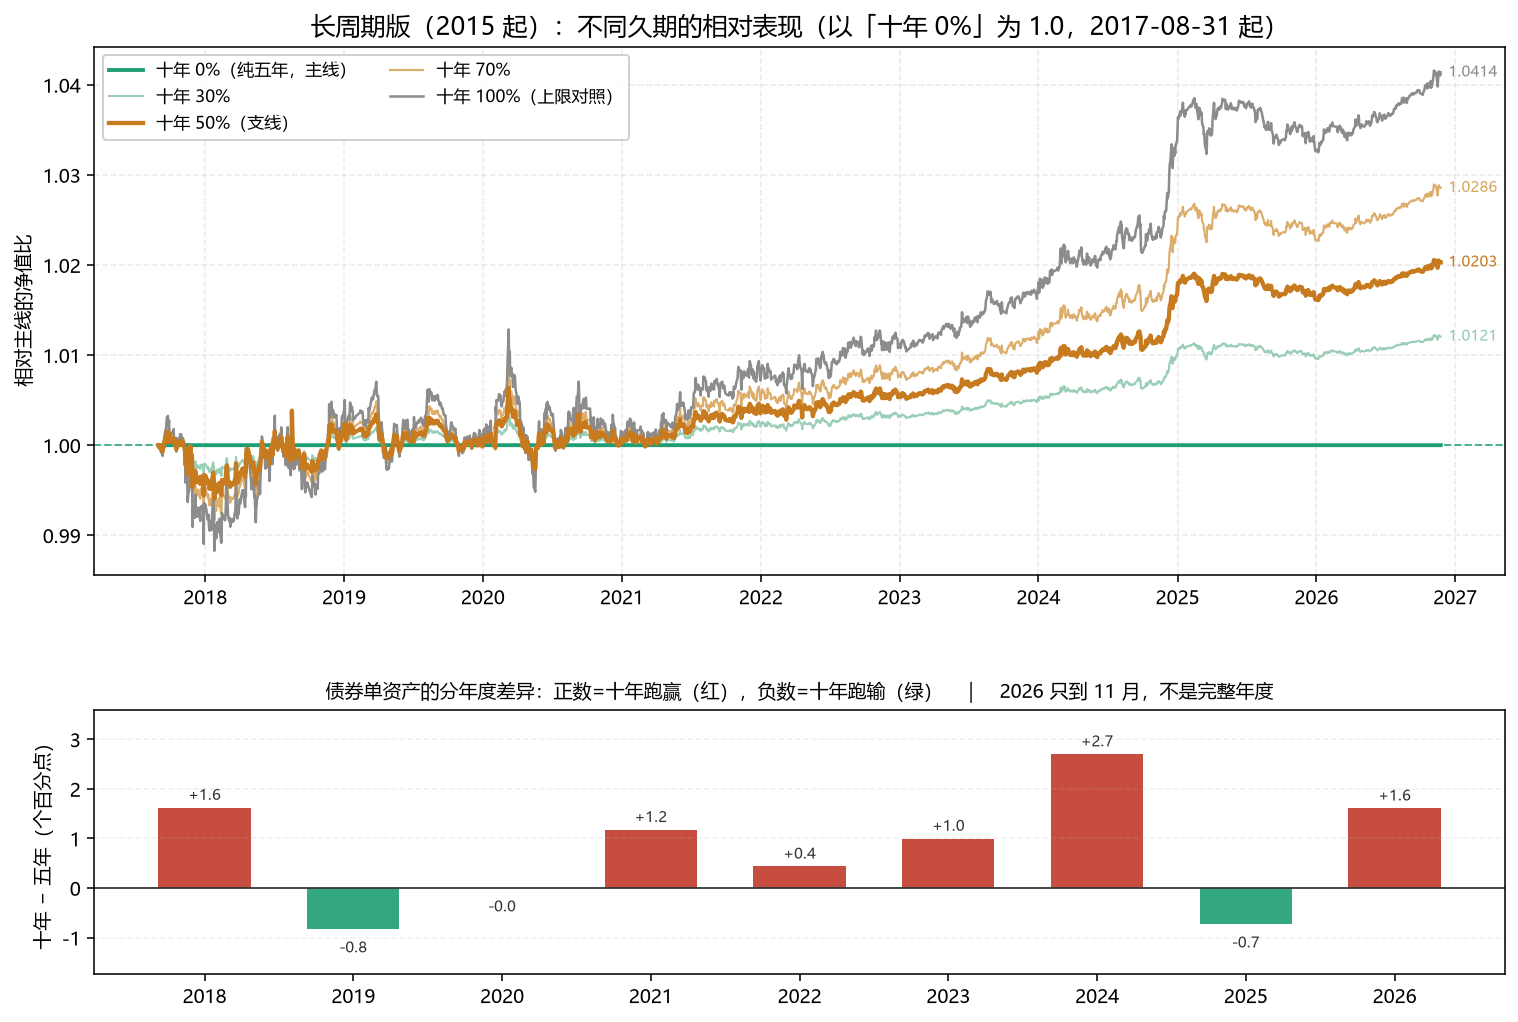 长周期版（2015 起）：不同久期的相对表现（以「十年 0%」为 1.0，2017-08-31 起）
十年 0%（纯五年，主线）
十年 30%
十年 50%（支线）
十年 70%
十年 100%（上限对照）
相对主线的净值比
1.04
1.03
1.02
1.01
1.00
0.99
1.0414
1.0286
1.0203
1.0121
2018 2019 2020 2021 2022 2023 2024 2025 2026 2027
债券单资产的分年度差异：正数=十年跑赢（红），负数=十年跑输（绿） | 2026 只到 11 月，不是完整年度
十年 − 五年（个百分点）
3
2
1
0
-1
+1.6
-0.8
-0.0
+1.2
+0.4
+1.0
+2.7
-0.7
+1.6
2018 2019 2020 2021 2022 2023 2024 2025 2026